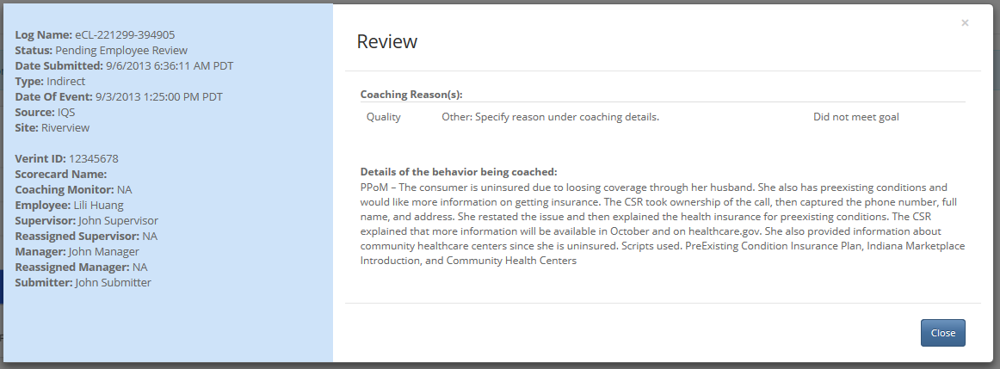 Log Name: eCL-221299-394905
Status: Pending Employee Review
Date Submitted: 9/6/2013 6:36:11 AM PDT
Type: Indirect
Date Of Event: 9/3/2013 1:25:00 PM PDT
Source: IQS
Site: Riverview
Verint ID: 12345678
Scorecard Name:
Coaching Monitor: NA
Employee: Lili Huang
Supervisor: John Supervisor
Reassigned Supervisor: NA
Manager: John Manager
Reassigned Manager: NA
Submitter: John Submitter
×
Review
Coaching Reason(s):
Quality Other: Specify reason under coaching details. Did not meet goal
Details of the behavior being coached:
PPoM – The consumer is uninsured due to loosing coverage through her husband. She also has preexisting conditions and
would like more information on getting insurance. The CSR took ownership of the call, then captured the phone number, full
name, and address. She restated the issue and then explained the health insurance for preexisting conditions. The CSR
explained that more information will be available in October and on healthcare.gov. She also provided information about
community healthcare centers since she is uninsured. Scripts used. PreExisting Condition Insurance Plan, Indiana Marketplace
Introduction, and Community Health Centers
Close